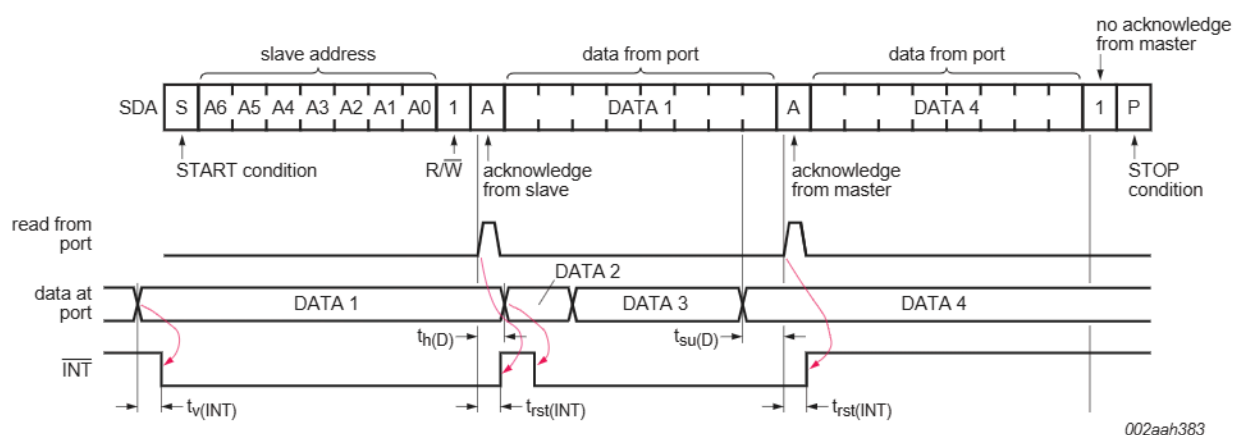 no acknowledge
from master
slave address
data from port
data from port
SDA S A6 A5 A4 A3 A2 A1 A0 1 A DATA 1 A DATA 4 1 P
START condition
R/W̅
acknowledge
from slave
acknowledge
from master
STOP
condition
read from
port
DATA 2
data at
port
DATA 1
DATA 3
DATA 4
th(D)
tsu(D)
I̅N̅T̅
tv(INT)
trst(INT)
trst(INT)
002aah383